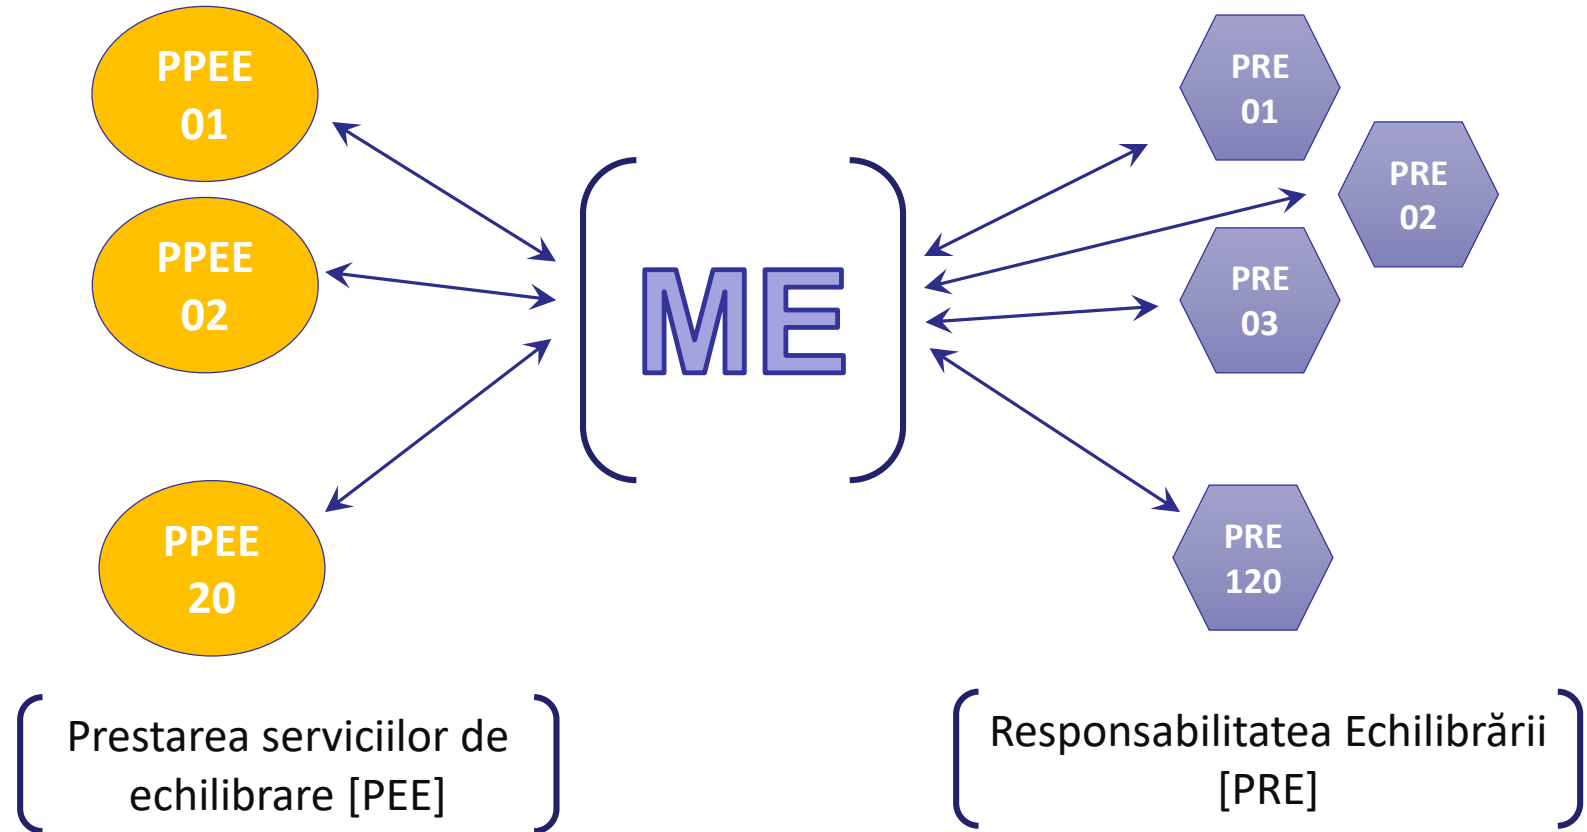 PPEE
01
PPEE
02
PPEE
20
ME
PRE
01
PRE
02
PRE
03
PRE
120
Prestarea serviciilor de
echilibrare [PEE]
Responsabilitatea Echilibrării
[PRE]